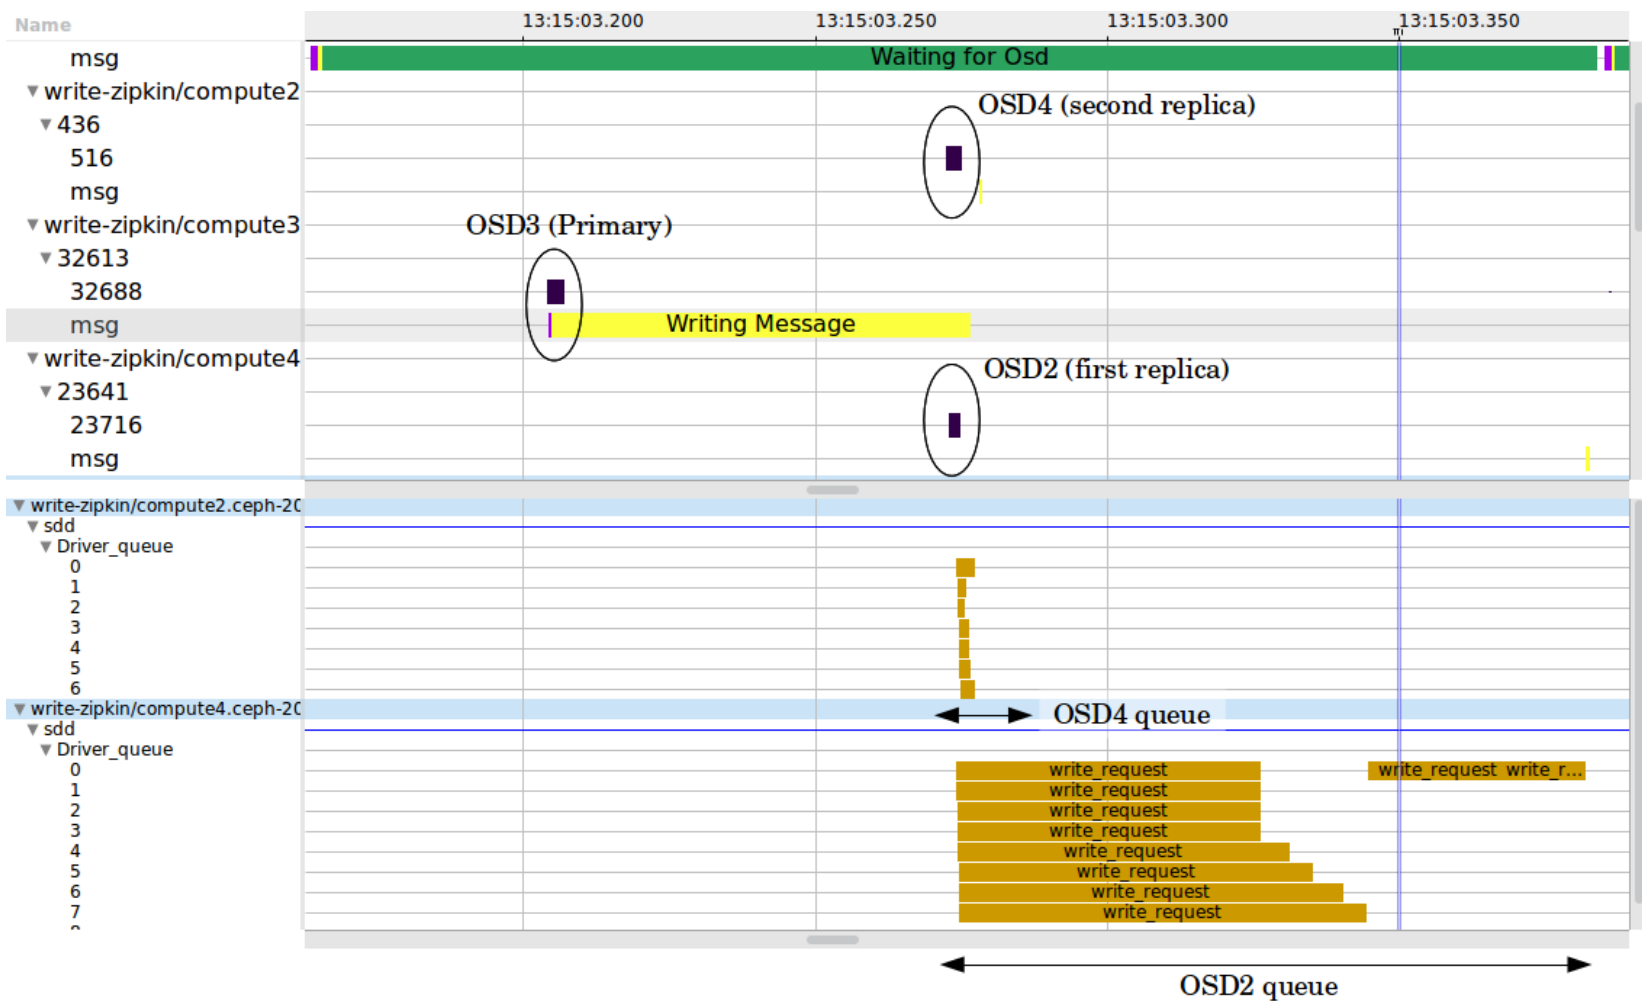 Name 13:15:03.200 13:15:03.250 13:15:03.300 13:15:03.350
msg Waiting for Osd
write-zipkin/compute2
OSD4 (second replica)
436
516
msg
write-zipkin/compute3
OSD3 (Primary)
32613
32688
msg Writing Message
write-zipkin/compute4
OSD2 (first replica)
23641
23716
msg
write-zipkin/compute2.ceph-20
sdd
Driver_queue
0
1
2
3
4
5
6
write-zipkin/compute4.ceph-20
OSD4 queue
sdd
Driver_queue
0 write_request write_request write_r...
1 write_request
2 write_request
3 write_request
4 write_request
5 write_request
6 write_request
7 write_request
OSD2 queue